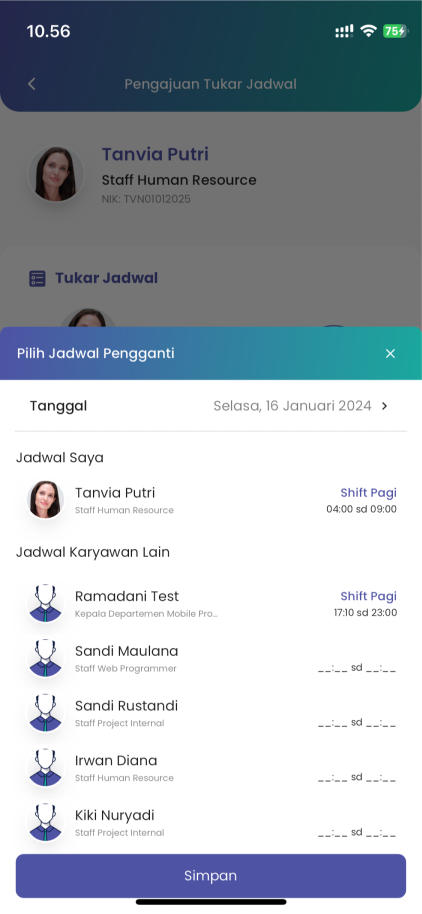 10.56
75
Pengajuan Tukar Jadwal
Tanvia Putri
Staff Human Resource
NIK: TVN01012025
Tukar Jadwal
Pilih Jadwal Pengganti
Tanggal Selasa, 16 Januari 2024
Jadwal Saya
Tanvia Putri Shift Pagi
Staff Human Resource 04:00 sd 09:00
Jadwal Karyawan Lain
Ramadani Test Shift Pagi
Kepala Departemen Mobile Pro... 17:10 sd 23:00
Sandi Maulana
Staff Web Programmer __:__ sd __:__
Sandi Rustandi
Staff Project Internal __:__ sd __:__
Irwan Diana
Staff Human Resource __:__ sd __:__
Kiki Nuryadi
Staff Project Internal __:__ sd __:__
Simpan